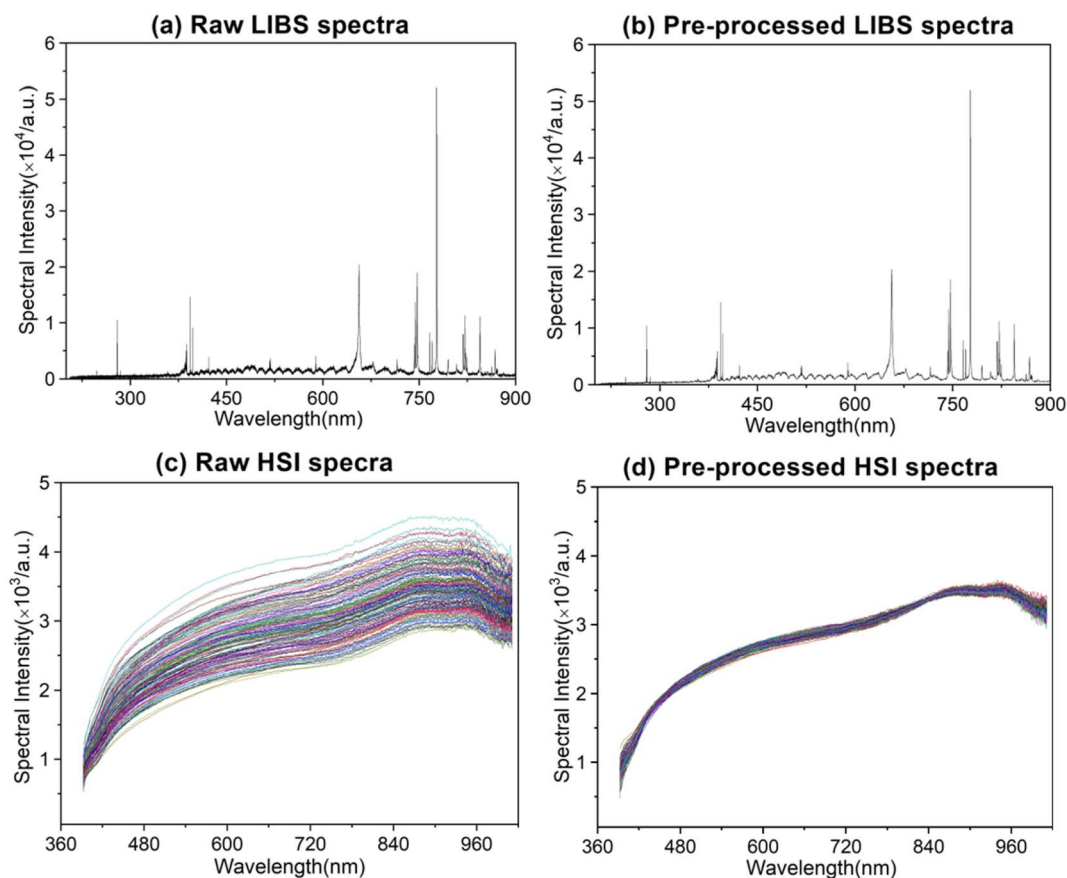 (a) Raw LIBS spectra
6
5
4
3
2
1
0
Spectral Intensity(×10⁴/a.u.)
300 450 600 750 900
Wavelength(nm)
(b) Pre-processed LIBS spectra
6
5
4
3
2
1
0
Spectral Intensity(×10⁴/a.u.)
300 450 600 750 900
Wavelength(nm)
(c) Raw HSI specra
5
4
3
2
1
Spectral Intensity(×10³/a.u.)
360 480 600 720 840 960
Wavelength(nm)
(d) Pre-processed HSI spectra
5
4
3
2
1
Spectral Intensity(×10³/a.u.)
360 480 600 720 840 960
Wavelength(nm)